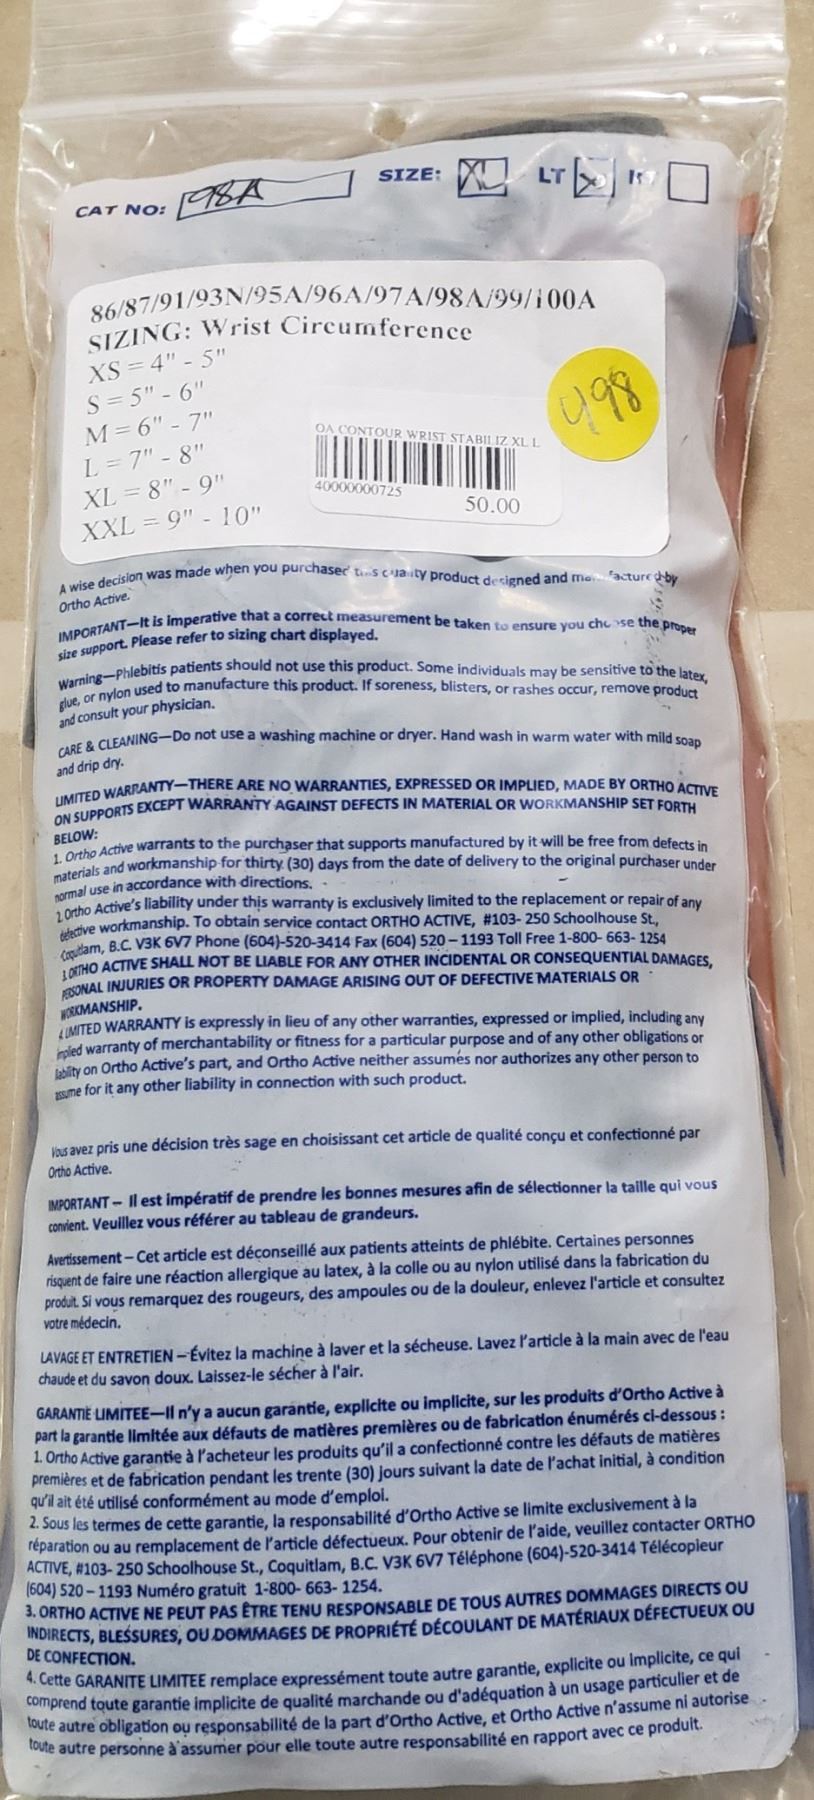 CAT NO: 98A SIZE: XL LT X RT
86/87/91/93N/95A/96A/97A/98A/99/100A
SIZING: Wrist Circumference
XS = 4" - 5"
S = 5" - 6"
M = 6" - 7"
L = 7" - 8"
XL = 8" - 9"
XXL = 9" - 10"
498
OA CONTOUR WRIST STABILIZ XL L
40000000725
50.00
A wise decision was made when you purchased this quality product designed and manufactured by
Ortho Active.
IMPORTANT—It is imperative that a correct measurement be taken to ensure you choose the proper
size support. Please refer to sizing chart displayed.
Warning—Phlebitis patients should not use this product. Some individuals may be sensitive to the latex,
glue, or nylon used to manufacture this product. If soreness, blisters, or rashes occur, remove product
and consult your physician.
CARE & CLEANING—Do not use a washing machine or dryer. Hand wash in warm water with mild soap
and drip dry.
LIMITED WARRANTY—THERE ARE NO WARRANTIES, EXPRESSED OR IMPLIED, MADE BY ORTHO ACTIVE
ON SUPPORTS EXCEPT WARRANTY AGAINST DEFECTS IN MATERIAL OR WORKMANSHIP SET FORTH
BELOW:
1. Ortho Active warrants to the purchaser that supports manufactured by it will be free from defects in
materials and workmanship for thirty (30) days from the date of delivery to the original purchaser under
normal use in accordance with directions.
2. Ortho Active's liability under this warranty is exclusively limited to the replacement or repair of any
defective workmanship. To obtain service contact ORTHO ACTIVE, #103- 250 Schoolhouse St.,
Coquitlam, B.C. V3K 6V7 Phone (604)-520-3414 Fax (604) 520 – 1193 Toll Free 1-800- 663- 1254
3. ORTHO ACTIVE SHALL NOT BE LIABLE FOR ANY OTHER INCIDENTAL OR CONSEQUENTIAL DAMAGES,
PERSONAL INJURIES OR PROPERTY DAMAGE ARISING OUT OF DEFECTIVE MATERIALS OR
WORKMANSHIP.
4. LIMITED WARRANTY is expressly in lieu of any other warranties, expressed or implied, including any
implied warranty of merchantability or fitness for a particular purpose and of any other obligations or
liability on Ortho Active's part, and Ortho Active neither assumes nor authorizes any other person to
assume for it any other liability in connection with such product.
Vous avez pris une décision très sage en choisissant cet article de qualité conçu et confectionné par
Ortho Active.
IMPORTANT – Il est impératif de prendre les bonnes mesures afin de sélectionner la taille qui vous
convient. Veuillez vous référer au tableau de grandeurs.
Avertissement – Cet article est déconseillé aux patients atteints de phlébite. Certaines personnes
risquent de faire une réaction allergique au latex, à la colle ou au nylon utilisé dans la fabrication du
produit. Si vous remarquez des rougeurs, des ampoules ou de la douleur, enlevez l'article et consultez
votre médecin.
LAVAGE ET ENTRETIEN – Évitez la machine à laver et la sécheuse. Lavez l'article à la main avec de l'eau
chaude et du savon doux. Laissez-le sécher à l'air.
GARANTIE LIMITEE—Il n'y a aucun garantie, explicite ou implicite, sur les produits d'Ortho Active à
part la garantie limitée aux défauts de matières premières ou de fabrication énumérés ci-dessous :
1. Ortho Active garantie à l'acheteur les produits qu'il a confectionné contre les défauts de matières
premières et de fabrication pendant les trente (30) jours suivant la date de l'achat initial, à condition
qu'il ait été utilisé conformément au mode d'emploi.
2. Sous les termes de cette garantie, la responsabilité d'Ortho Active se limite exclusivement à la
réparation ou au remplacement de l'article défectueux. Pour obtenir de l'aide, veuillez contacter ORTHO
ACTIVE, #103- 250 Schoolhouse St., Coquitlam, B.C. V3K 6V7 Téléphone (604)-520-3414 Télécopieur
(604) 520 – 1193 Numéro gratuit 1-800- 663- 1254.
3. ORTHO ACTIVE NE PEUT PAS ÊTRE TENU RESPONSABLE DE TOUS AUTRES DOMMAGES DIRECTS OU
INDIRECTS, BLESSURES, OU DOMMAGES DE PROPRIÉTÉ DÉCOULANT DE MATÉRIAUX DÉFECTUEUX OU
DE CONFECTION.
4. Cette GARANITE LIMITEE remplace expressément toute autre garantie, explicite ou implicite, ce qui
comprend toute garantie implicite de qualité marchande ou d'adéquation à un usage particulier et de
toute autre obligation ou responsabilité de la part d'Ortho Active, et Ortho Active n'assume ni autorise
toute autre personne à assumer pour elle toute autre responsabilité en rapport avec ce produit.